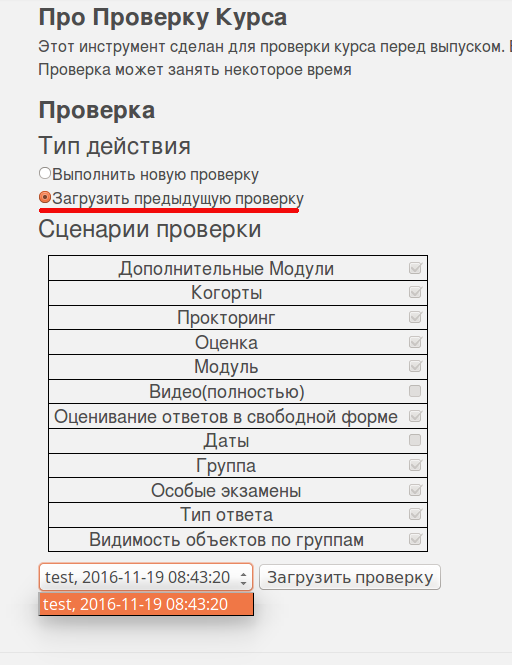 Про Проверку Курса
Этот инструмент сделан для проверки курса перед выпуском.
Проверка может занять некоторое время
Проверка
Тип действия
Выполнить новую проверку
Загрузить предыдущую проверку
Сценарии проверки
Дополнительные Модули
Когорты
Прокторинг
Оценка
Модуль
Видео(полностью)
Оценивание ответов в свободной форме
Даты
Группа
Особые экзамены
Тип ответа
Видимость объектов по группам
test, 2016-11-19 08:43:20 Загрузить проверку
test, 2016-11-19 08:43:20